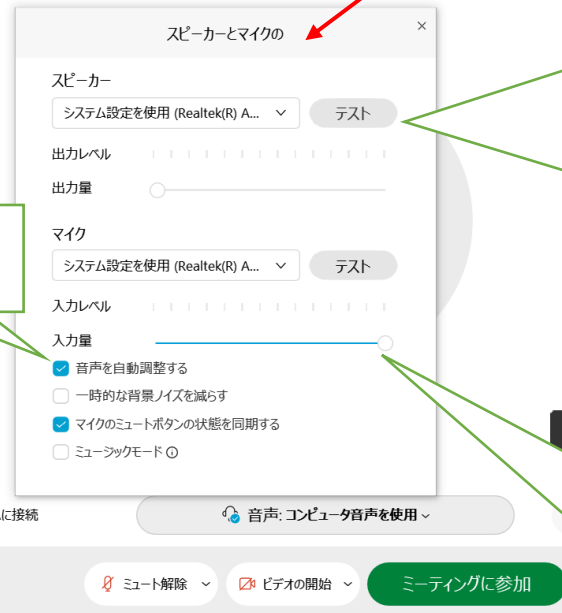 スピーカーとマイクの
スピーカー
システム設定を使用 (Realtek(R) A...
テスト
出力レベル
出力量
マイク
システム設定を使用 (Realtek(R) A...
テスト
入力レベル
入力量
音声を自動調整する
一時的な背景ノイズを減らす
マイクのミュートボタンの状態を同期する
ミュージックモード
に接続
音声: コンピュータ音声を使用
ミュート解除
ビデオの開始
ミーティングに参加